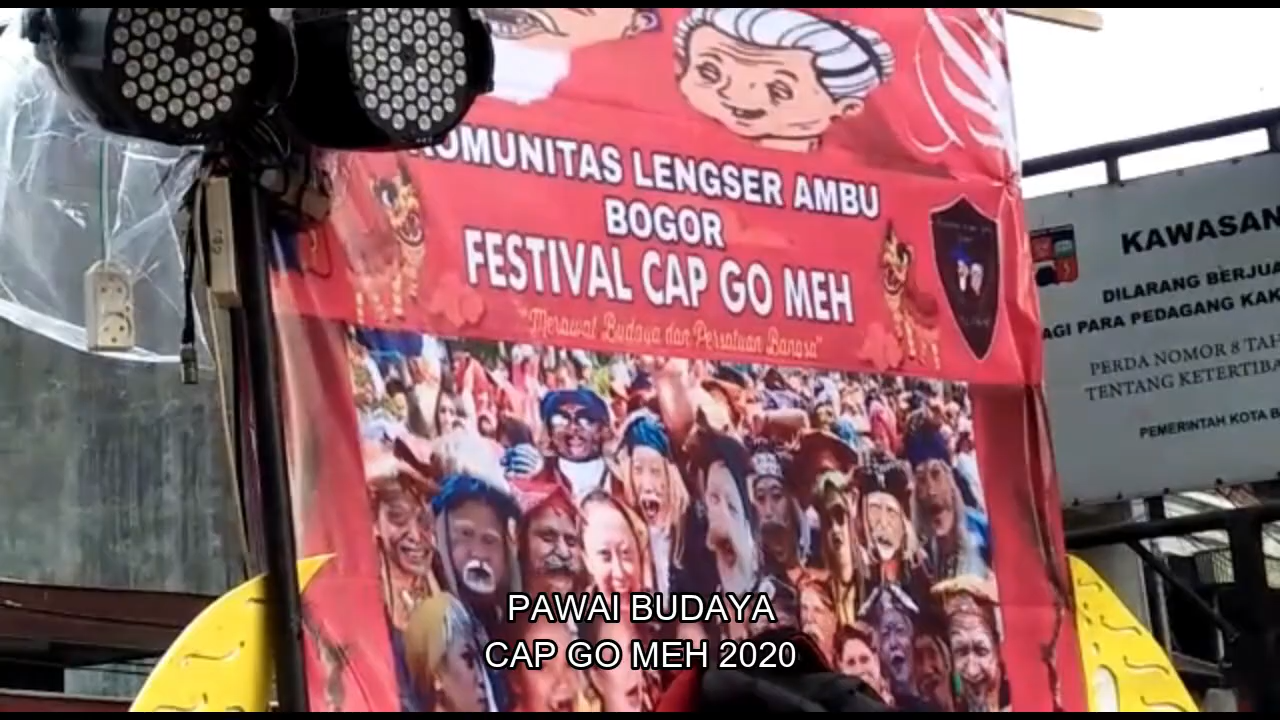 KOMUNITAS LENGSER AMBU
BOGOR
FESTIVAL CAP GO MEH
"Merawat Budaya dan Persatuan Bangsa"
KAWASAN
DILARANG BERJUA
AGI PARA PEDAGANG KAK
PERDA NOMOR 8 TAH
TENTANG KETERTIBA
PEMERINTAH KOTA B
PAWAI BUDAYA
CAP GO MEH 2020